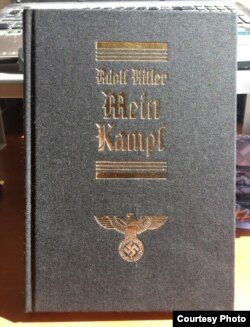 Adolf Hitler
Mein
Kampf
Courtesy Photo